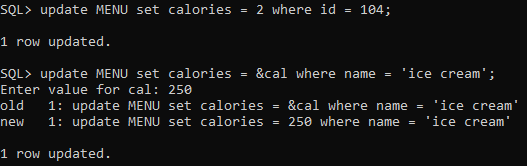 SQL> update MENU set calories = 2 where id = 104;
1 row updated.
SQL> update MENU set calories = &cal where name = 'ice cream';
Enter value for cal: 250
old   1: update MENU set calories = &cal where name = 'ice cream'
new   1: update MENU set calories = 250 where name = 'ice cream'
1 row updated.